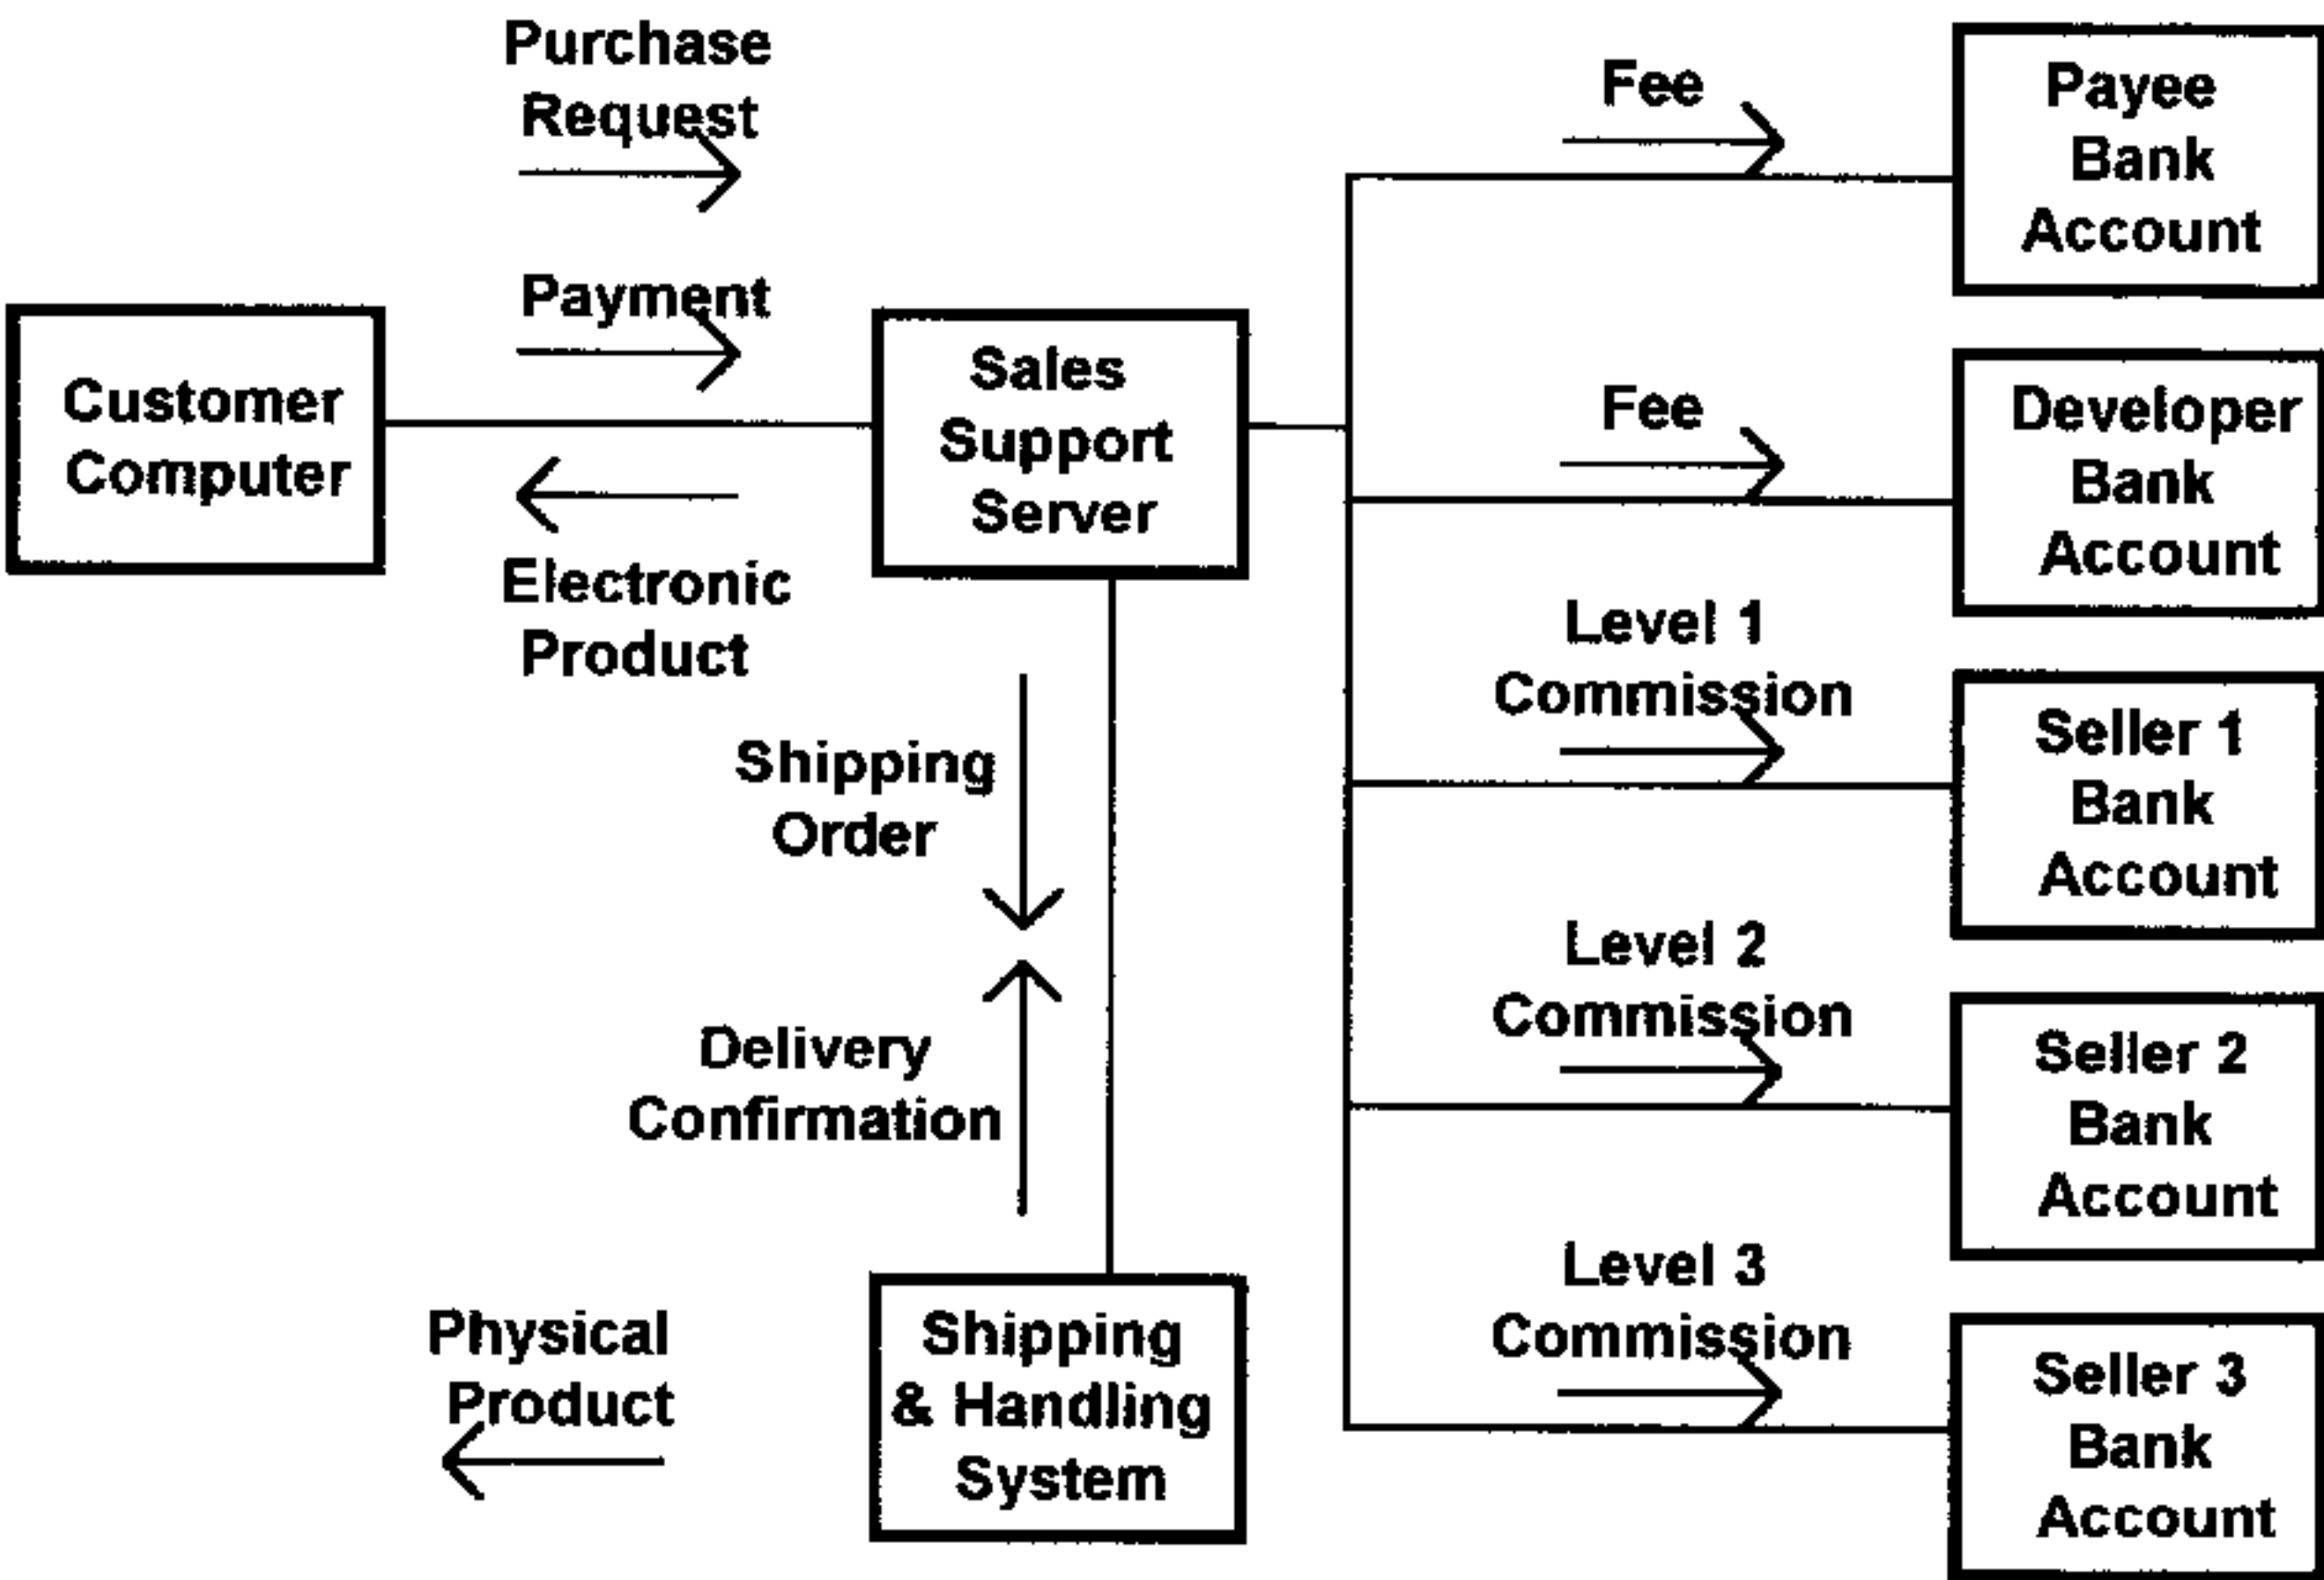 Purchase
Request
Payment
Customer
Computer
Electronic
Product
Sales
Support
Server
Shipping
Order
Delivery
Confirmation
Physical
Product
Shipping
& Handling
System
Fee
Payee
Bank
Account
Fee
Developer
Bank
Account
Level 1
Commission
Seller 1
Bank
Account
Level 2
Commission
Seller 2
Bank
Account
Level 3
Commission
Seller 3
Bank
Account